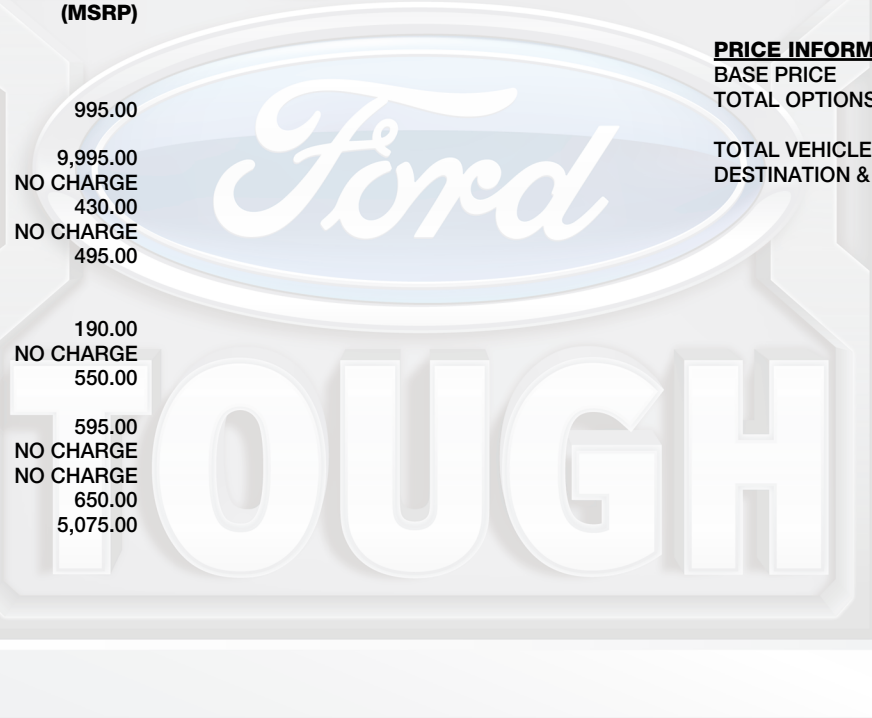 (MSRP)
995.00
9,995.00
NO CHARGE
430.00
NO CHARGE
495.00
190.00
NO CHARGE
550.00
595.00
NO CHARGE
NO CHARGE
650.00
5,075.00
PRICE INFORM
BASE PRICE
TOTAL OPTIONS
TOTAL VEHICLE
DESTINATION &
Ford
TOUGH